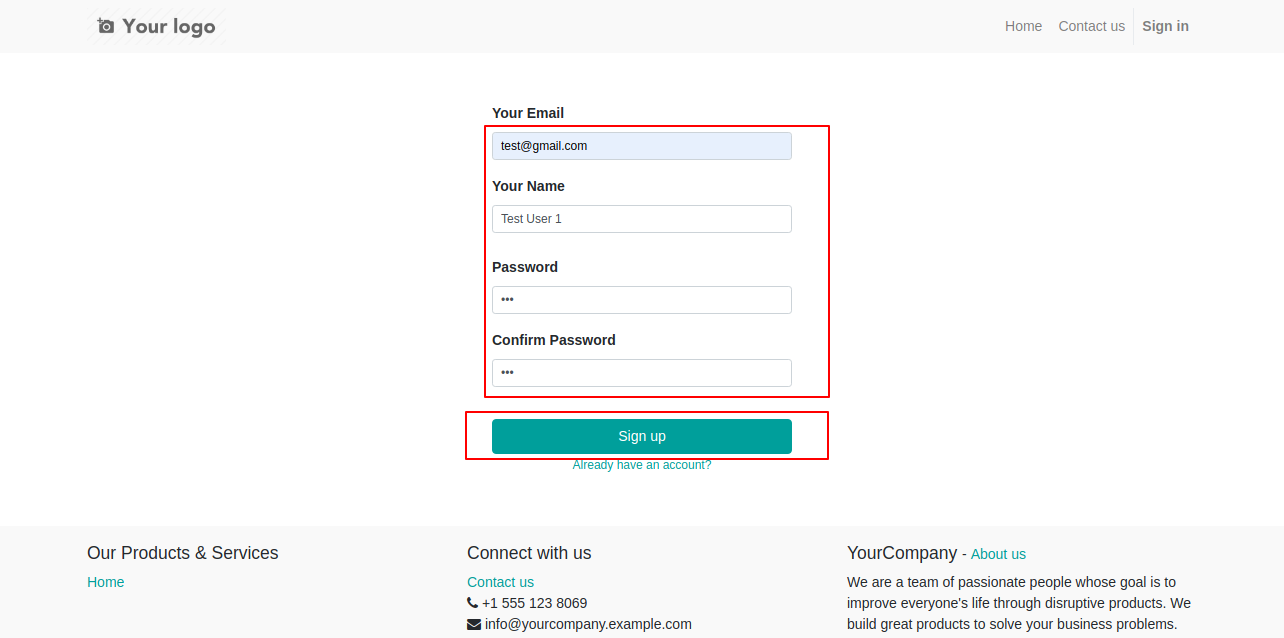 Your logo
Home Contact us Sign in
Your Email
test@gmail.com
Your Name
Test User 1
Password
•••
Confirm Password
•••
Sign up
Already have an account?
Our Products & Services
Home
Connect with us
Contact us
+1 555 123 8069
info@yourcompany.example.com
YourCompany - About us
We are a team of passionate people whose goal is to
improve everyone's life through disruptive products. We
build great products to solve your business problems.